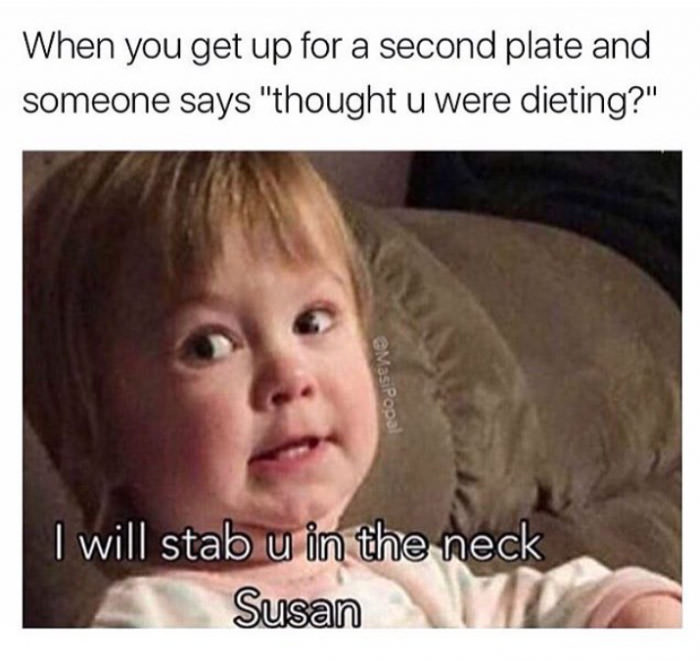 When you get up for a second plate and
someone says "thought u were dieting?"
@MasiPopal
I will stab u in the neck
Susan